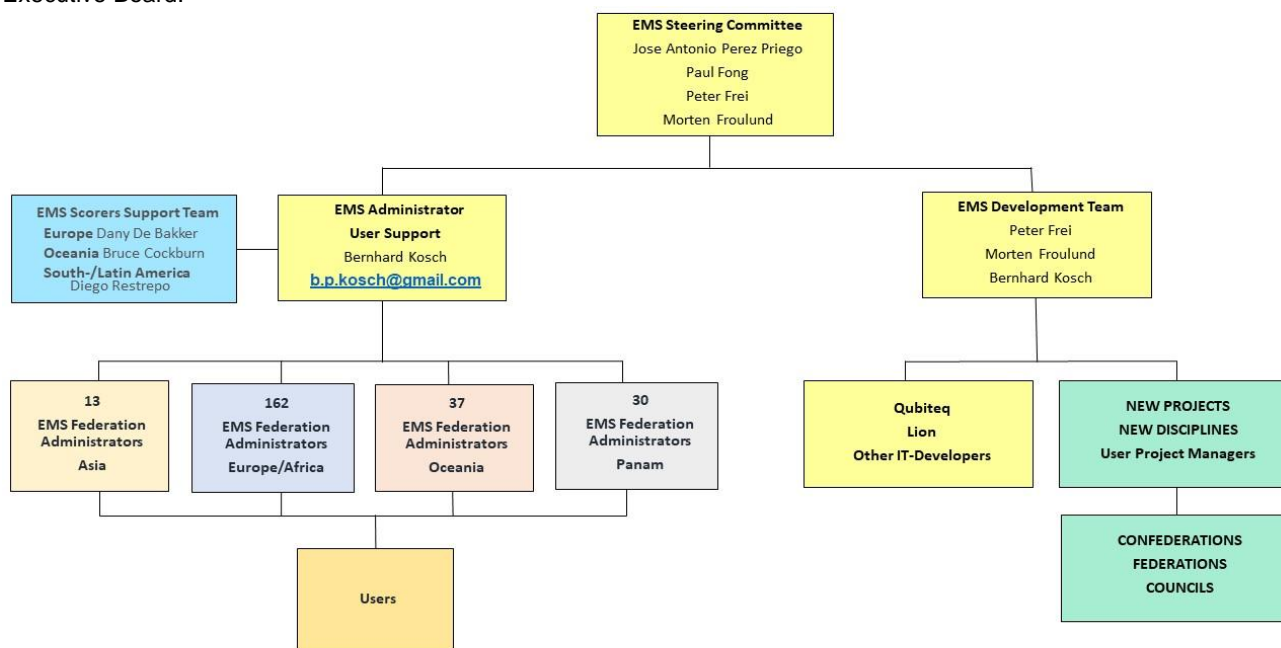 Executive Board.
EMS Steering Committee
Jose Antonio Perez Priego
Paul Fong
Peter Frei
Morten Froulund
EMS Scorers Support Team
Europe Dany De Bakker
Oceania Bruce Cockburn
South-/Latin America
Diego Restrepo
EMS Administrator
User Support
Bernhard Kosch
b.p.kosch@gmail.com
EMS Development Team
Peter Frei
Morten Froulund
Bernhard Kosch
13
EMS Federation
Administrators
Asia
162
EMS Federation
Administrators
Europe/Africa
37
EMS Federation
Administrators
Oceania
30
EMS Federation
Administrators
Panam
Qubiteq
Lion
Other IT-Developers
NEW PROJECTS
NEW DISCIPLINES
User Project Managers
Users
CONFEDERATIONS
FEDERATIONS
COUNCILS